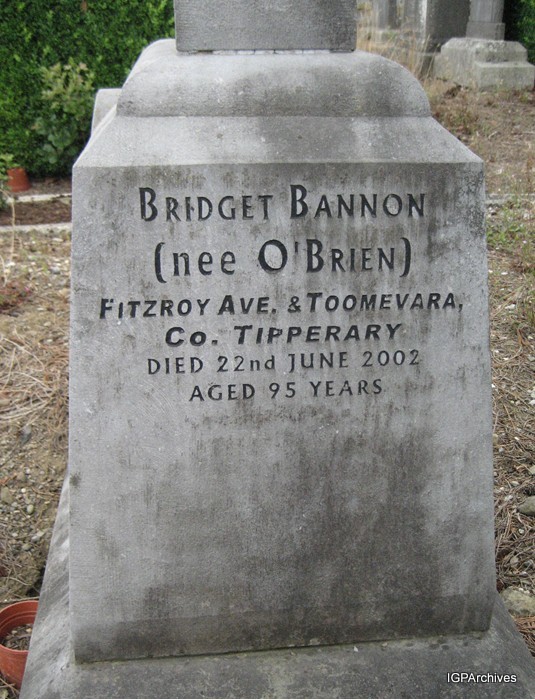 BRIDGET BANNON
(nee O'BRIEN)
FITZROY AVE. & TOOMEVARA,
CO. TIPPERARY
DIED 22nd JUNE 2002
AGED 95 YEARS
IGPArchives